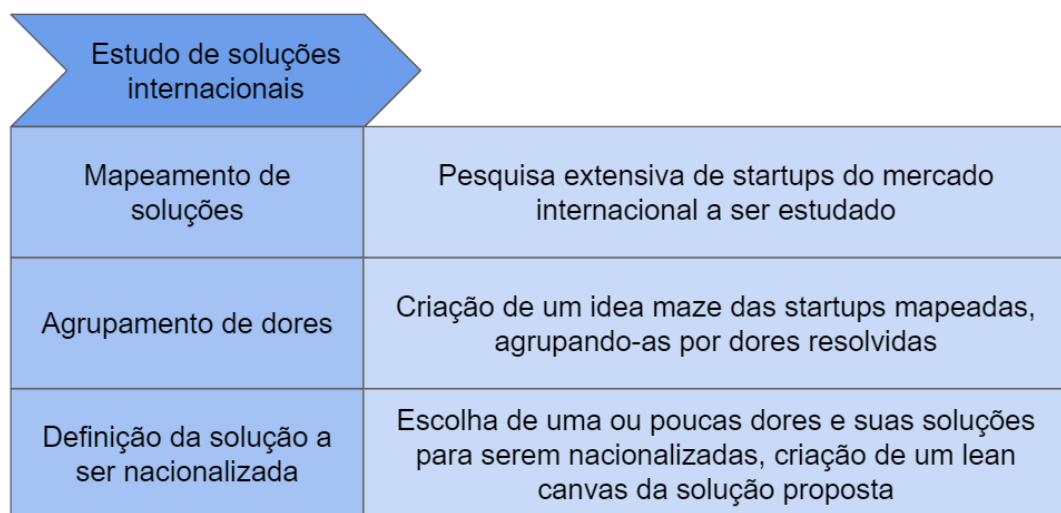 Estudo de soluções
internacionais
Mapeamento de
soluções
Pesquisa extensiva de startups do mercado
internacional a ser estudado
Agrupamento de dores
Criação de um idea maze das startups mapeadas,
agrupando-as por dores resolvidas
Definição da solução a
ser nacionalizada
Escolha de uma ou poucas dores e suas soluções
para serem nacionalizadas, criação de um lean
canvas da solução proposta